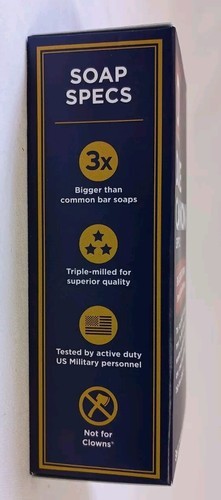 SOAP
SPECS
3x
Bigger than
common bar soaps
Triple-milled for
superior quality
Tested by active duty
US Military personnel
Not for
Clowns®